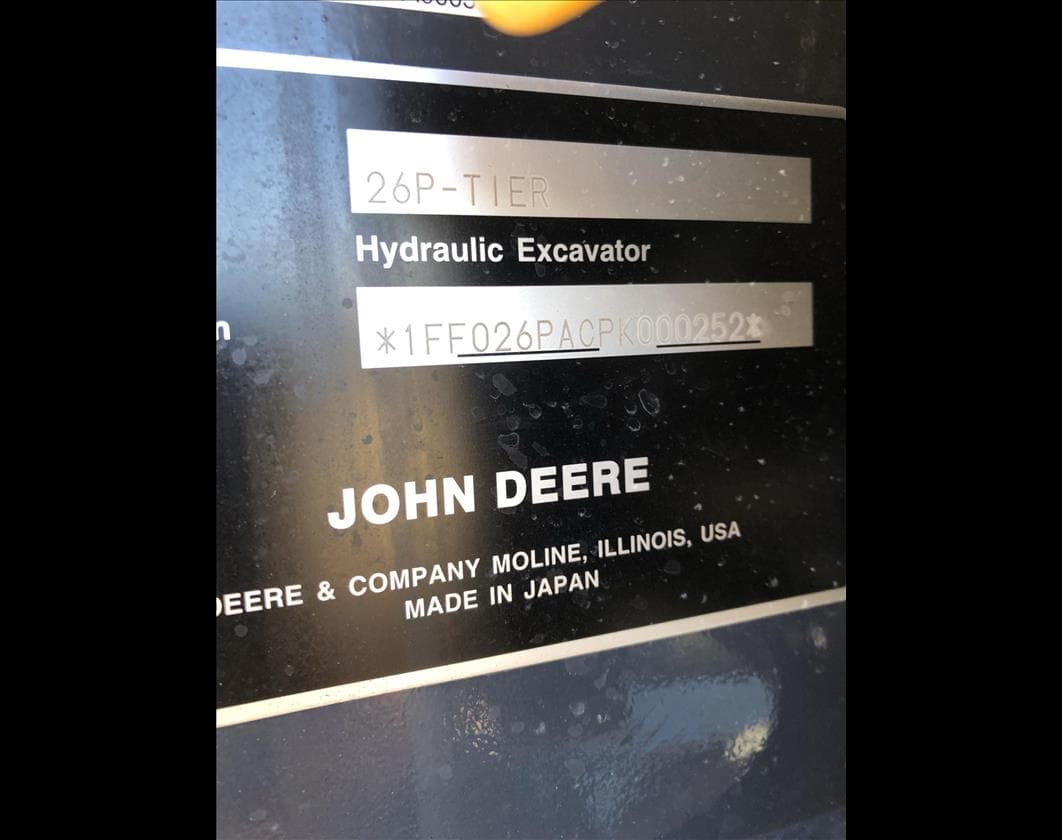 26P-TIER
Hydraulic Excavator
*1FF026PACPK000252*
JOHN DEERE
DEERE & COMPANY MOLINE, ILLINOIS, USA
MADE IN JAPAN